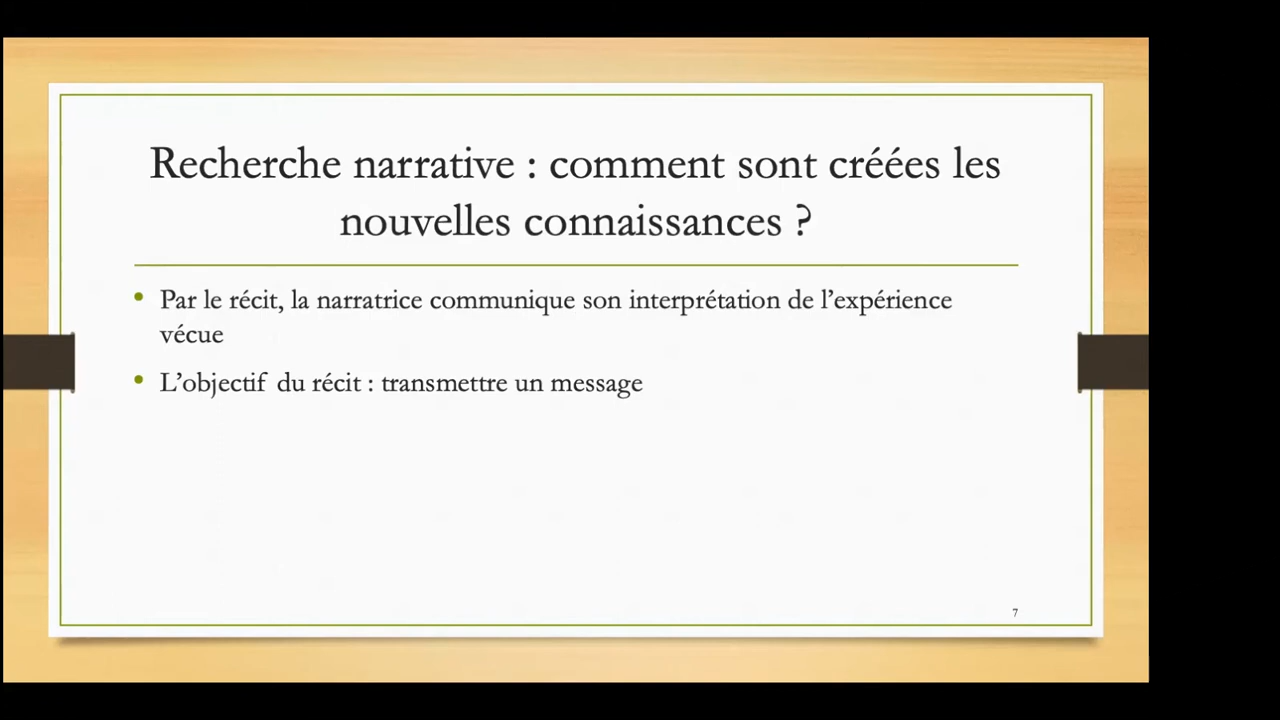 Recherche narrative : comment sont créées les
nouvelles connaissances ?
• Par le récit, la narratrice communique son interprétation de l’expérience
vécue
• L’objectif du récit : transmettre un message
7